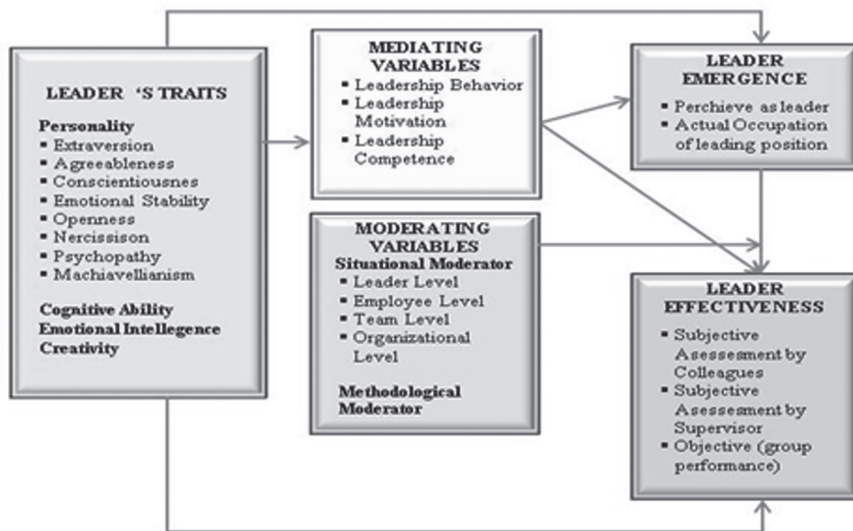 LEADER ‘S TRAITS
Personality
▪ Extraversion
▪ Agreeableness
▪ Conscientiousnes
▪ Emotional Stability
▪ Openness
▪ Nercissison
▪ Psychopathy
▪ Machiavellianism
Cognitive Ability
Emotional Intellegence
Creativity
MEDIATING
VARIABLES
▪ Leadership Behavior
▪ Leadership
Motivation
▪ Leadership
Competence
MODERATING
VARIABLES
Situational Moderator
▪ Leader Level
▪ Employee Level
▪ Team Level
▪ Organizational
Level
Methodological
Moderator
LEADER
EMERGENCE
▪ Perchieve as leader
▪ Actual Occupation
of leading position
LEADER
EFFECTIVENESS
▪ Subjective
Asessesment by
Colleagues
▪ Subjective
Asessesment by
Supervisor
▪ Objective (group
performance)